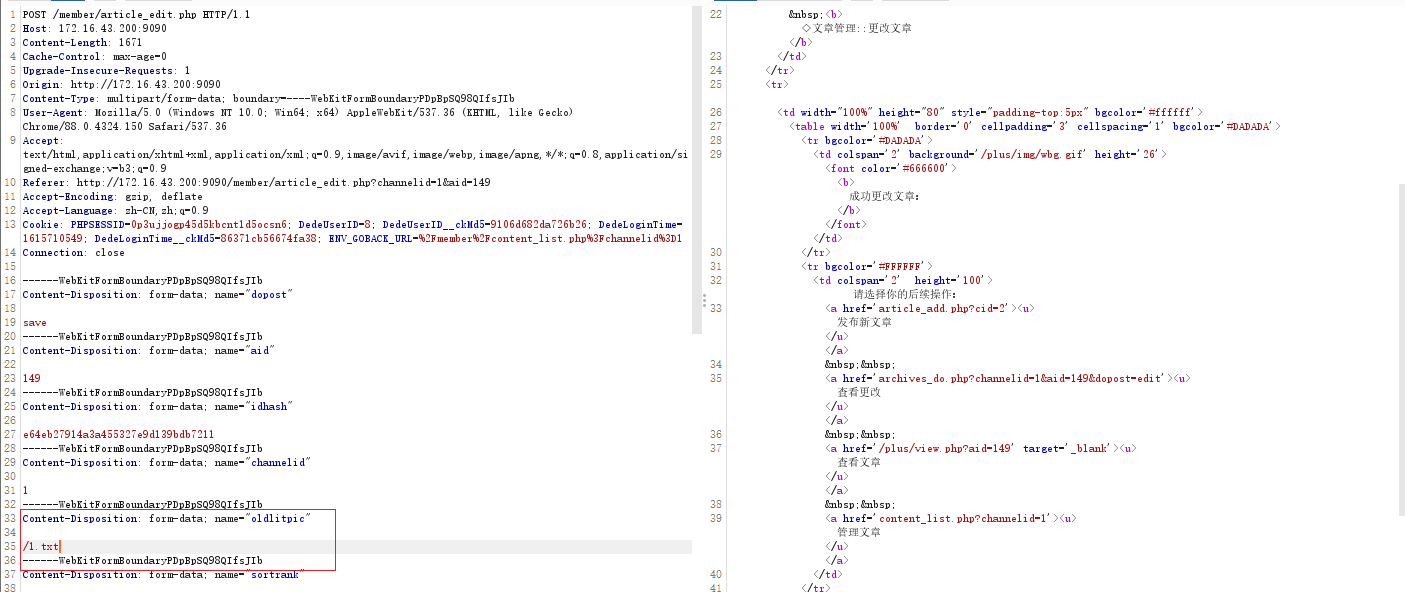 1 POST /member/article_edit.php HTTP/1.1
2 Host: 172.16.43.200:9090
3 Content-Length: 1671
4 Cache-Control: max-age=0
5 Upgrade-Insecure-Requests: 1
6 Origin: http://172.16.43.200:9090
7 Content-Type: multipart/form-data; boundary=----WebKitFormBoundaryPDpBpSQ98QIfsJIb
8 User-Agent: Mozilla/5.0 (Windows NT 10.0; Win64; x64) AppleWebKit/537.36 (KHTML, like Gecko)
Chrome/88.0.4324.150 Safari/537.36
9 Accept:
text/html,application/xhtml+xml,application/xml;q=0.9,image/avif,image/webp,image/apng,*/*;q=0.8,application/si
gned-exchange;v=b3;q=0.9
10 Referer: http://172.16.43.200:9090/member/article_edit.php?channelid=1&aid=149
11 Accept-Encoding: gzip, deflate
12 Accept-Language: zh-CN,zh;q=0.9
13 Cookie: PHPSESSID=0p3ujjogp45d5kbcnt1d5ocsn6; DedeUserID=8; DedeUserID__ckMd5=9106d682da726b26; DedeLoginTime=
1615710549; DedeLoginTime__ckMd5=86371cb56674fa38; ENV_GOBACK_URL=%2Fmember%2Fcontent_list.php%3Fchannelid%3D1
14 Connection: close
15
16 ------WebKitFormBoundaryPDpBpSQ98QIfsJIb
17 Content-Disposition: form-data; name="dopost"
18
19 save
20 ------WebKitFormBoundaryPDpBpSQ98QIfsJIb
21 Content-Disposition: form-data; name="aid"
22
23 149
24 ------WebKitFormBoundaryPDpBpSQ98QIfsJIb
25 Content-Disposition: form-data; name="idhash"
26
27 e64eb27914a3a455327e9d139bdb7211
28 ------WebKitFormBoundaryPDpBpSQ98QIfsJIb
29 Content-Disposition: form-data; name="channelid"
30
31 1
32 ------WebKitFormBoundaryPDpBpSQ98QIfsJIb
33 Content-Disposition: form-data; name="oldlitpic"
34
35 /1.txt
36 ------WebKitFormBoundaryPDpBpSQ98QIfsJIb
37 Content-Disposition: form-data; name="sortrank"
38
22 &nbsp;<b>
◇文章管理::更改文章
</b>
23 </td>
24 </tr>
25 <tr>
26 <td width="100%" height="80" style="padding-top:5px" bgcolor='#ffffff'>
27 <table width='100%' border='0' cellpadding='3' cellspacing='1' bgcolor='#DADADA'>
28 <tr bgcolor='#DADADA'>
29 <td colspan='2' background='/plus/img/wbg.gif' height='26'>
<font color='#666600'>
<b>
成功更改文章:
</b>
</font>
</td>
30 </tr>
31 <tr bgcolor='#FFFFFF'>
32 <td colspan='2' height='100'>
请选择你的后续操作:
33 <a href='article_add.php?cid=2'><u>
发布新文章
</u>
</a>
34 &nbsp;&nbsp;
35 <a href='archives_do.php?channelid=1&aid=149&dopost=edit'><u>
查看更改
</u>
</a>
36 &nbsp;&nbsp;
37 <a href='/plus/view.php?aid=149' target='_blank'><u>
查看文章
</u>
</a>
38 &nbsp;&nbsp;
39 <a href='content_list.php?channelid=1'><u>
管理文章
</u>
</a>
40 </td>
41 </tr>